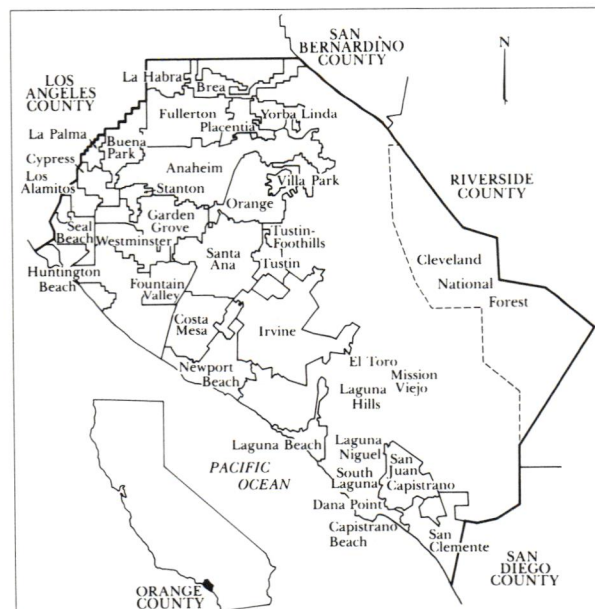 SAN
BERNARDINO
COUNTY
N
LOS
ANGELES
COUNTY
La Habra
Brea
Fullerton
Yorba Linda
Placentia
La Palma
Buena
Park
Cypress
Anaheim
Los
Alamitos
Stanton
Villa Park
RIVERSIDE
COUNTY
Orange
Garden
Grove
Seal
Beach
Westminster
Tustin-
Foothills
Santa
Ana
Tustin
Cleveland
National
Forest
Huntington
Beach
Fountain
Valley
Costa
Mesa
Irvine
Newport
Beach
El Toro
Mission
Viejo
Laguna
Hills
Laguna Beach
Laguna
Niguel
San
Juan
Capistrano
South
Laguna
PACIFIC
OCEAN
Dana Point
Capistrano
Beach
San
Clemente
SAN
DIEGO
COUNTY
ORANGE
COUNTY